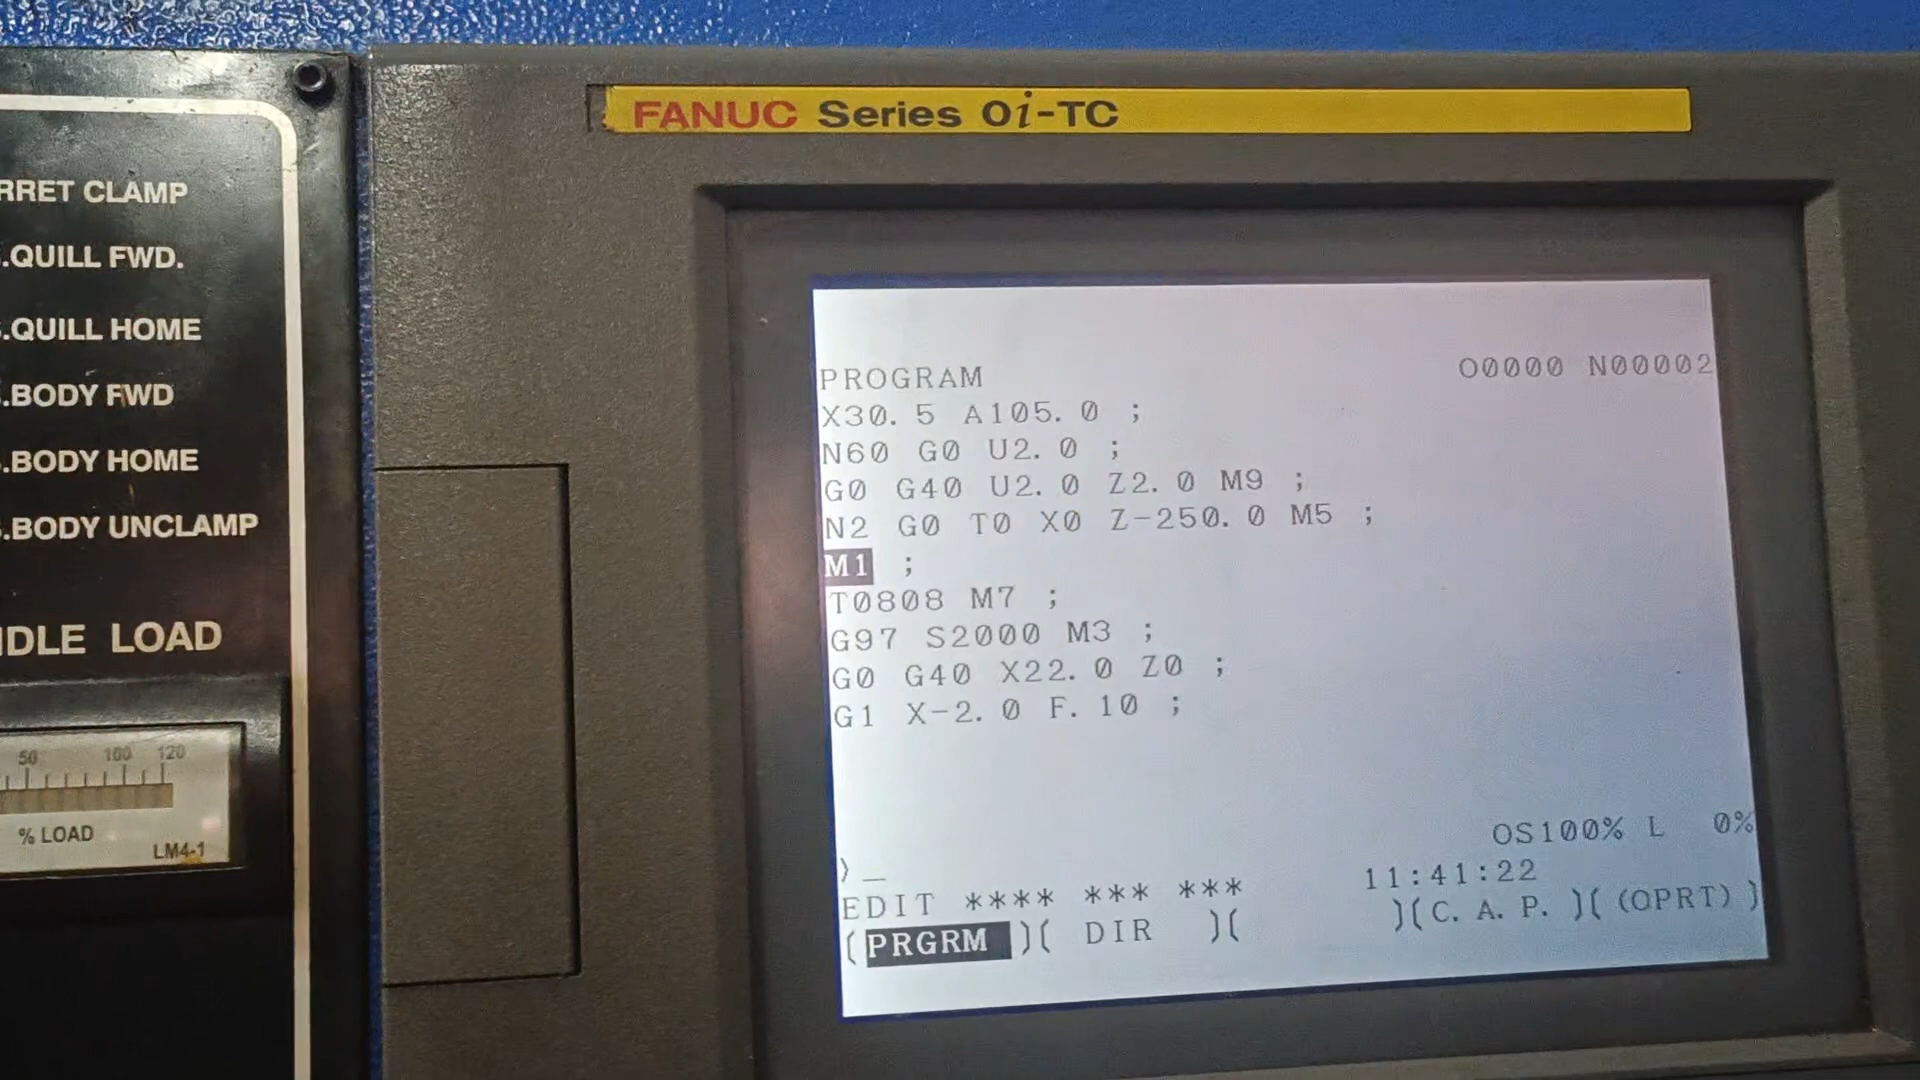 FANUC Series 0i-TC
RRET CLAMP
.QUILL FWD.
.QUILL HOME
.BODY FWD
.BODY HOME
.BODY UNCLAMP
NDLE LOAD
50 100 120
% LOAD
LM4-1
PROGRAM O0000 N00002
X30.5 A105.0 ;
N60 G0 U2.0 ;
G0 G40 U2.0 Z2.0 M9 ;
N2 G0 T0 X0 Z-250.0 M5 ;
M1 ;
T0808 M7 ;
G97 S2000 M3 ;
G0 G40 X22.0 Z0 ;
G1 X-2.0 F.10 ;
OS100% L 0%
)_
EDIT **** *** *** 11:41:22
(PRGRM)( DIR )( )(C.A.P.)((OPRT))